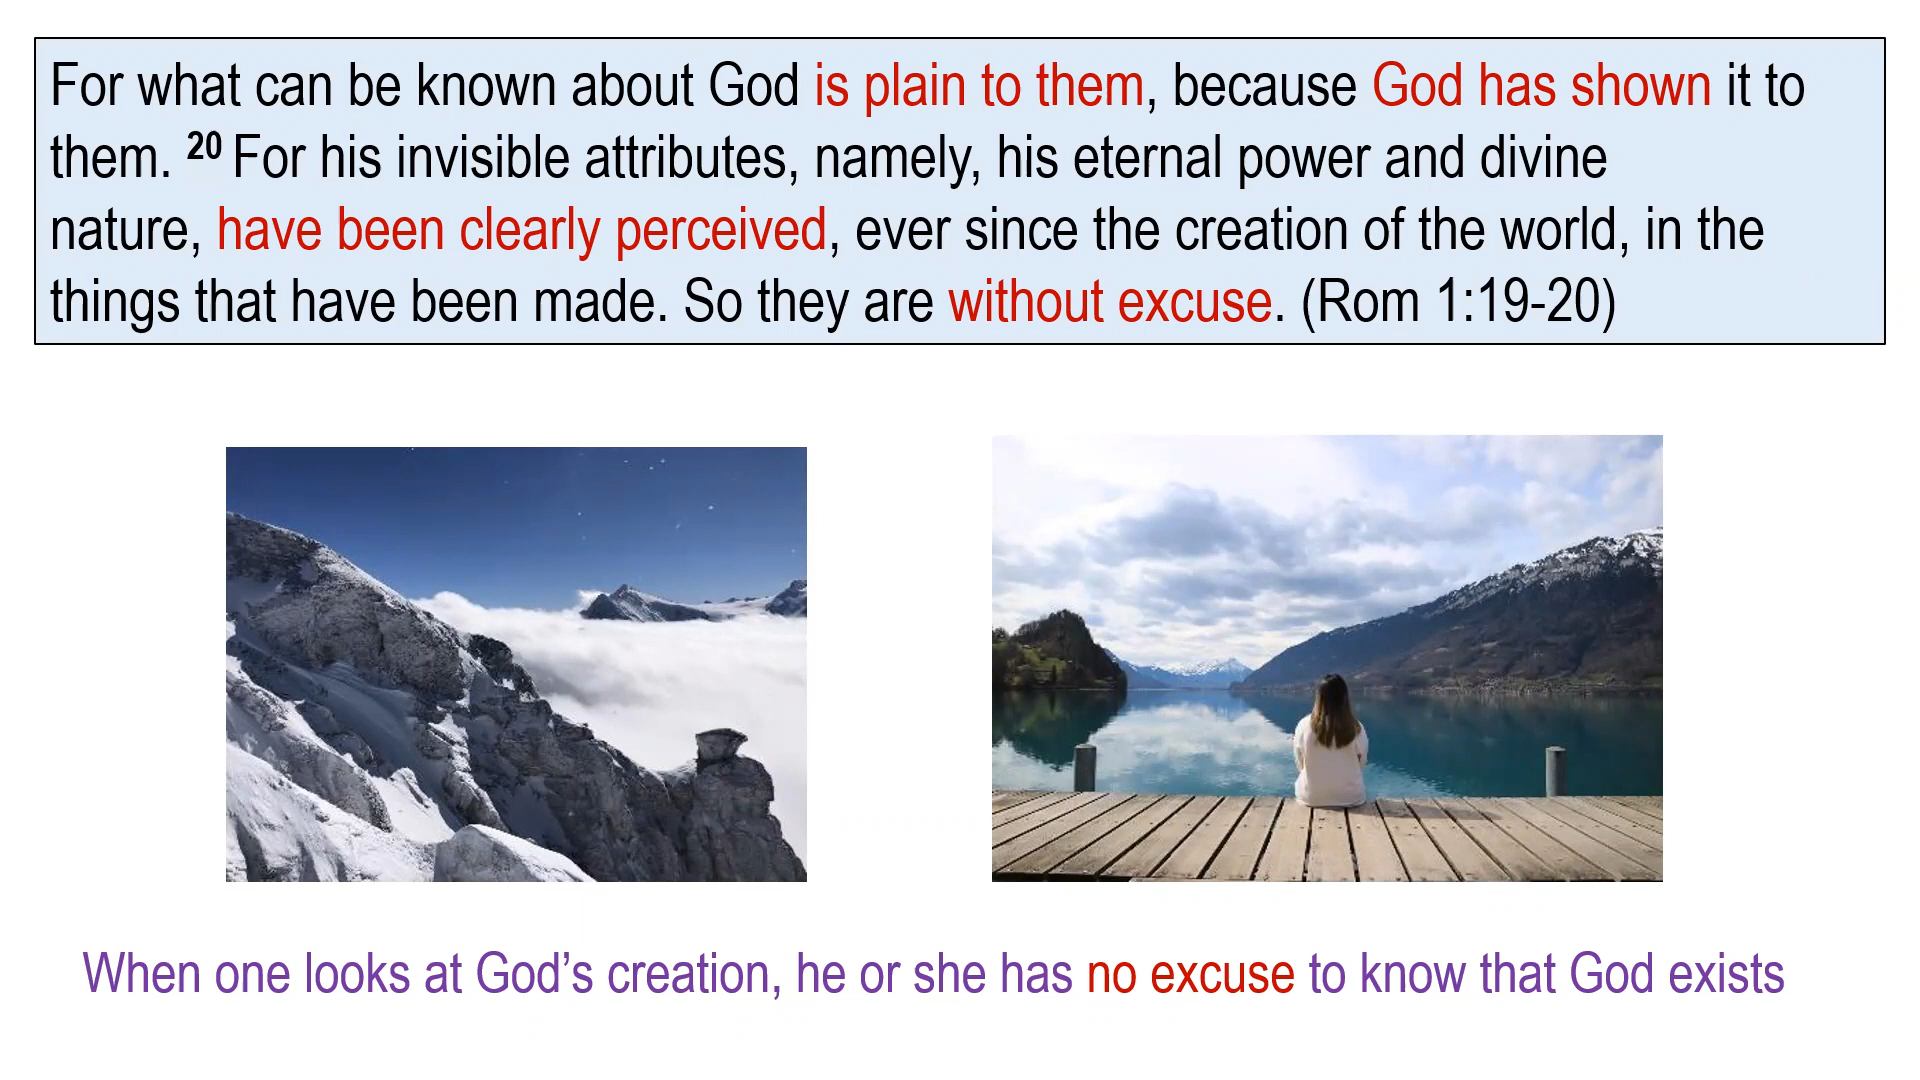 For what can be known about God is plain to them, because God has shown it to
them. 20 For his invisible attributes, namely, his eternal power and divine
nature, have been clearly perceived, ever since the creation of the world, in the
things that have been made. So they are without excuse. (Rom 1:19-20)
When one looks at God’s creation, he or she has no excuse to know that God exists